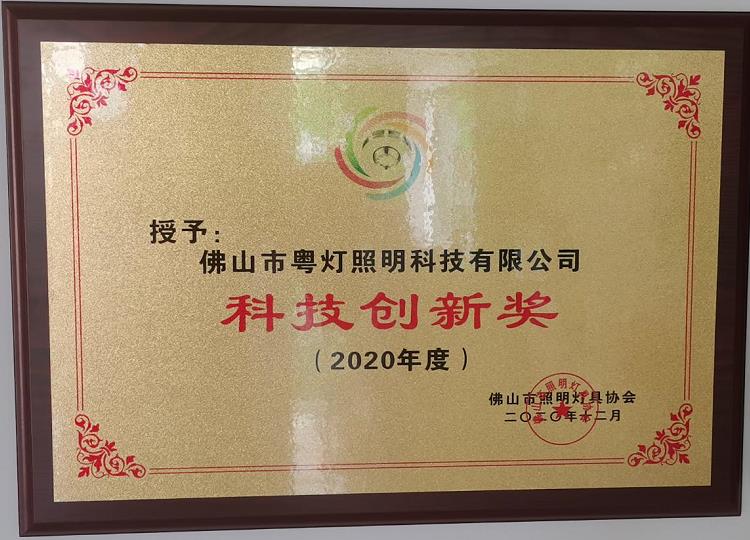 授予：
佛山市粤灯照明科技有限公司
科技创新奖
（2020年度）
佛山市照明灯具协会
二〇二〇年十二月